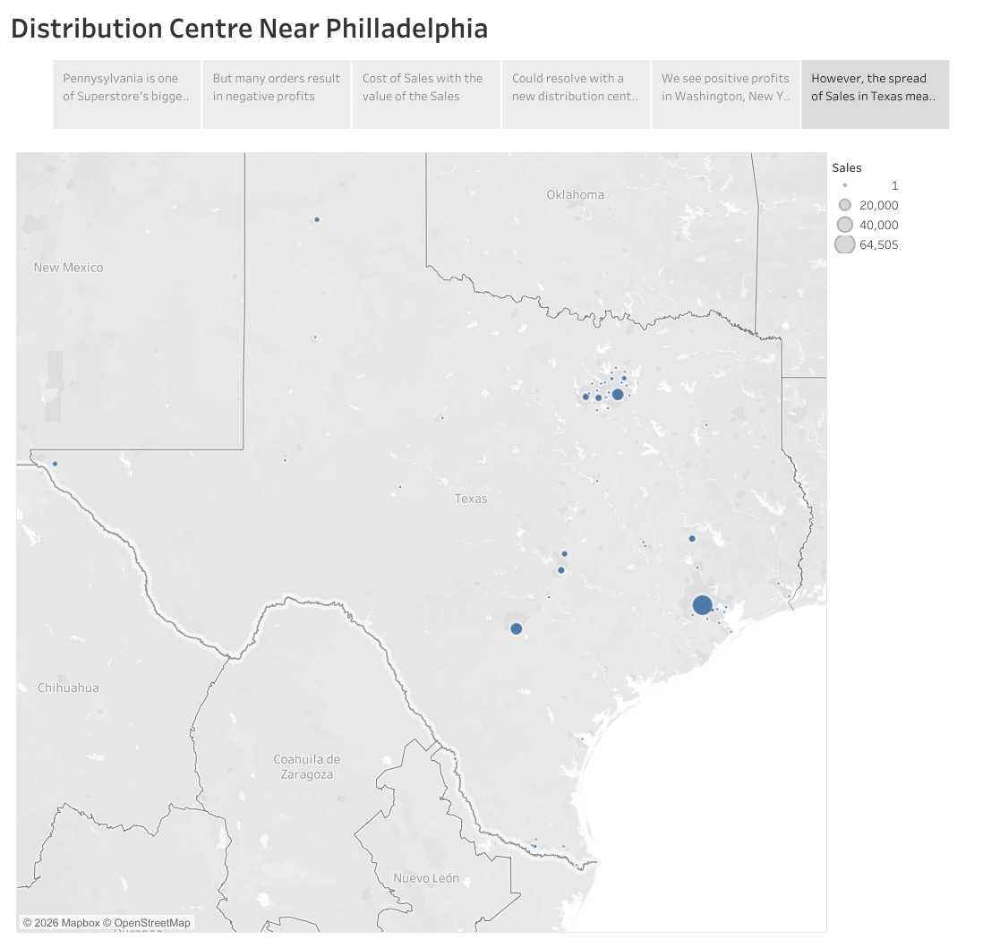 Distribution Centre Near Philladelphia
Pennysylvania is one
of Superstore's bigge..
But many orders result
in negative profits
Cost of Sales with the
value of the Sales
Could resolve with a
new distribution cent..
We see positive profits
in Washington, New Y..
However, the spread
of Sales in Texas mea..
Sales
1
20,000
40,000
64,505
Oklahoma
New Mexico
Texas
Chihuahua
Coahuila de
Zaragoza
Nuevo León
© 2026 Mapbox © OpenStreetMap